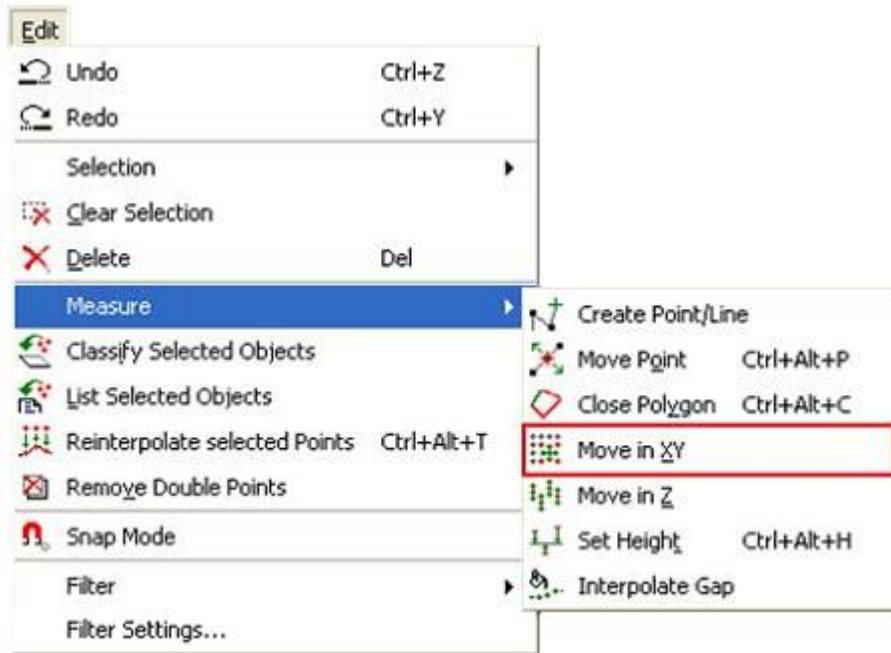 Edit
Undo Ctrl+Z
Redo Ctrl+Y
Selection
Clear Selection
Delete Del
Measure
Classify Selected Objects
List Selected Objects
Reinterpolate selected Points Ctrl+Alt+T
Remove Double Points
Snap Mode
Filter
Filter Settings...
Create Point/Line
Move Point Ctrl+Alt+P
Close Polygon Ctrl+Alt+C
Move in XY
Move in Z
Set Height Ctrl+Alt+H
Interpolate Gap